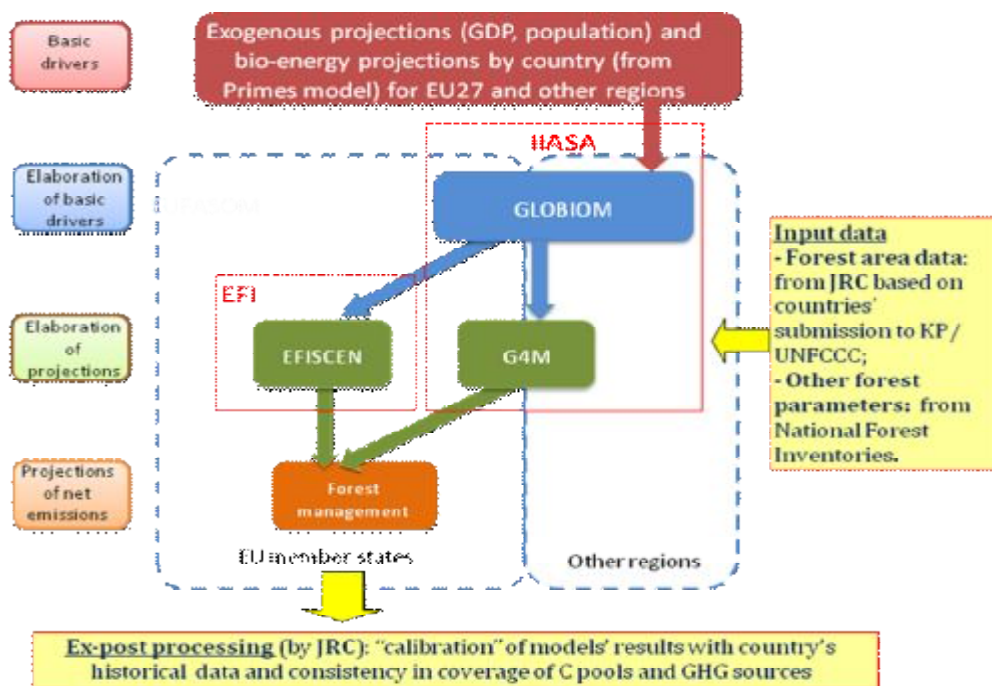 Basic
drivers
Exogenous projections (GDP, population) and
bio-energy projections by country (from
Primes model) for EU27 and other regions
IIASA
Elaboration
of basic
drivers
GLOBIOM
Input data
- Forest area data:
from JRC based on
countries'
submission to KP/
UNFCCC;
- Other forest
parameters: from
National Forest
Inventories.
EFI
Elaboration
of
projections
EFISCEN
G4M
Projections
of net
emissions
Forest
management
EU member states
Other regions
Ex-post processing (by JRC): "calibration" of models' results with country's
historical data and consistency in coverage of C pools and GHG sources